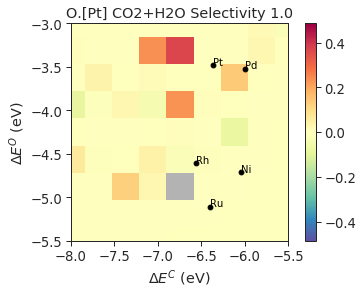 O.[Pt] CO2+H2O Selectivity 1.0
−3.0
−3.5
−4.0
−4.5
−5.0
−5.5
ΔE^O (eV)
Pt
Pd
Rh
Ni
Ru
−8.0 −7.5 −7.0 −6.5 −6.0 −5.5
ΔE^C (eV)
0.4
0.2
0.0
−0.2
−0.4